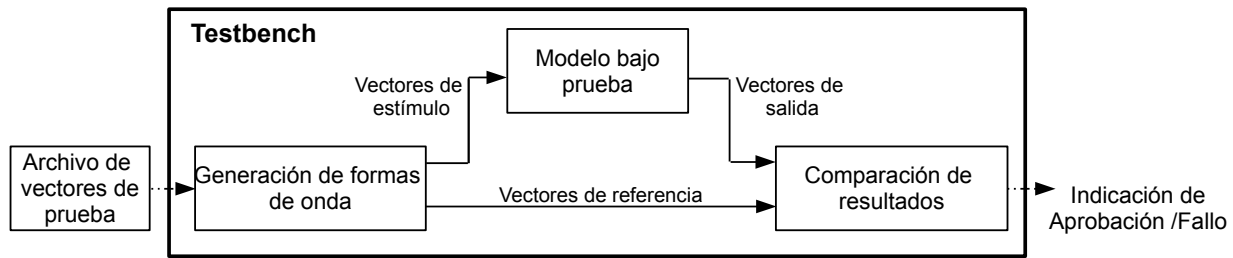 Testbench
Modelo bajo
prueba
Vectores de
estímulo
Vectores de
salida
Archivo de
vectores de
prueba
Generación de formas
de onda
Vectores de referencia
Comparación de
resultados
Indicación de
Aprobación /Fallo